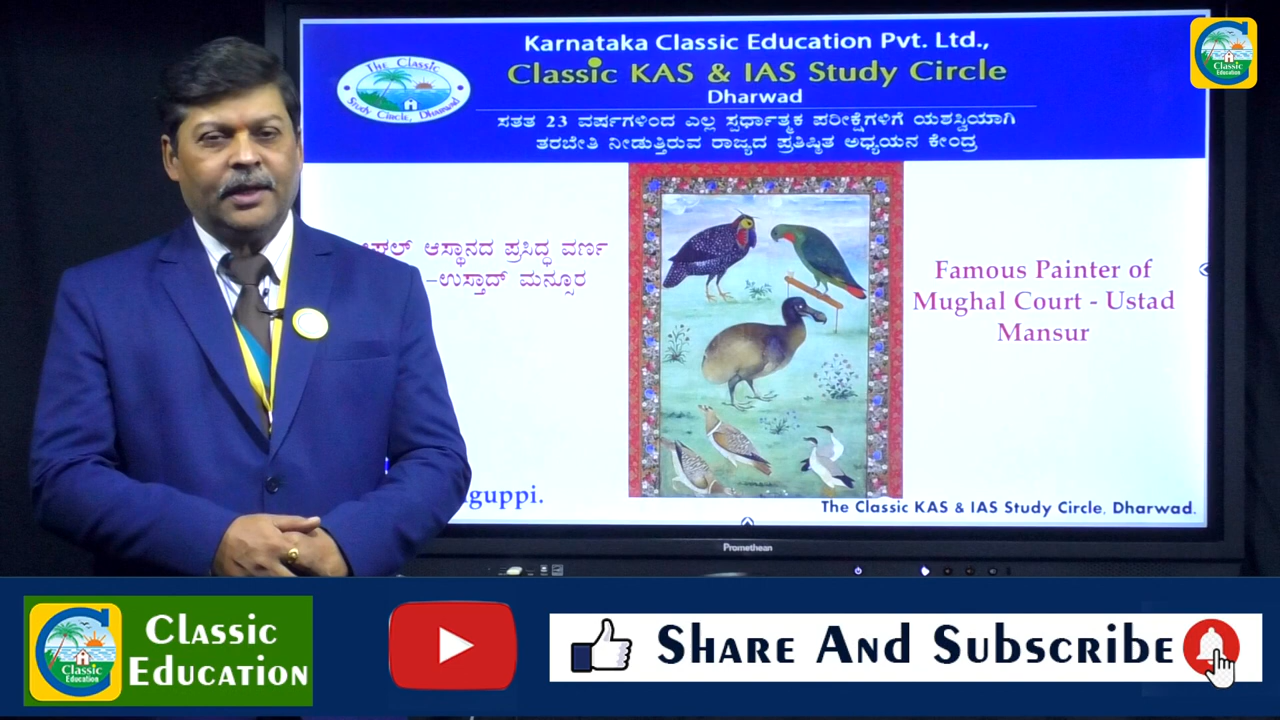 Karnataka Classic Education Pvt. Ltd.,
Classic KAS & IAS Study Circle
Dharwad
ಸತತ 23 ವರ್ಷಗಳಿಂದ ಎಲ್ಲ ಸ್ಪರ್ಧಾತ್ಮಕ ಪರೀಕ್ಷೆಗಳಿಗೆ ಯಶಸ್ವಿಯಾಗಿ
ತರಬೇತಿ ನೀಡುತ್ತಿರುವ ರಾಜ್ಯದ ಪ್ರತಿಷ್ಠಿತ ಅಧ್ಯಯನ ಕೇಂದ್ರ
The Classic
Study Circle, Dharwad
Classic
Education
ಆಸ್ಥಾನದ ಪ್ರಸಿದ್ಧ ವರ್ಣ
-ಉಸ್ತಾದ್ ಮನ್ಸೂರ
Famous Painter of
Mughal Court - Ustad
Mansur
The Classic KAS & IAS Study Circle, Dharwad.
Promethean
Classic
Education
Classic
Education
Share And Subscribe